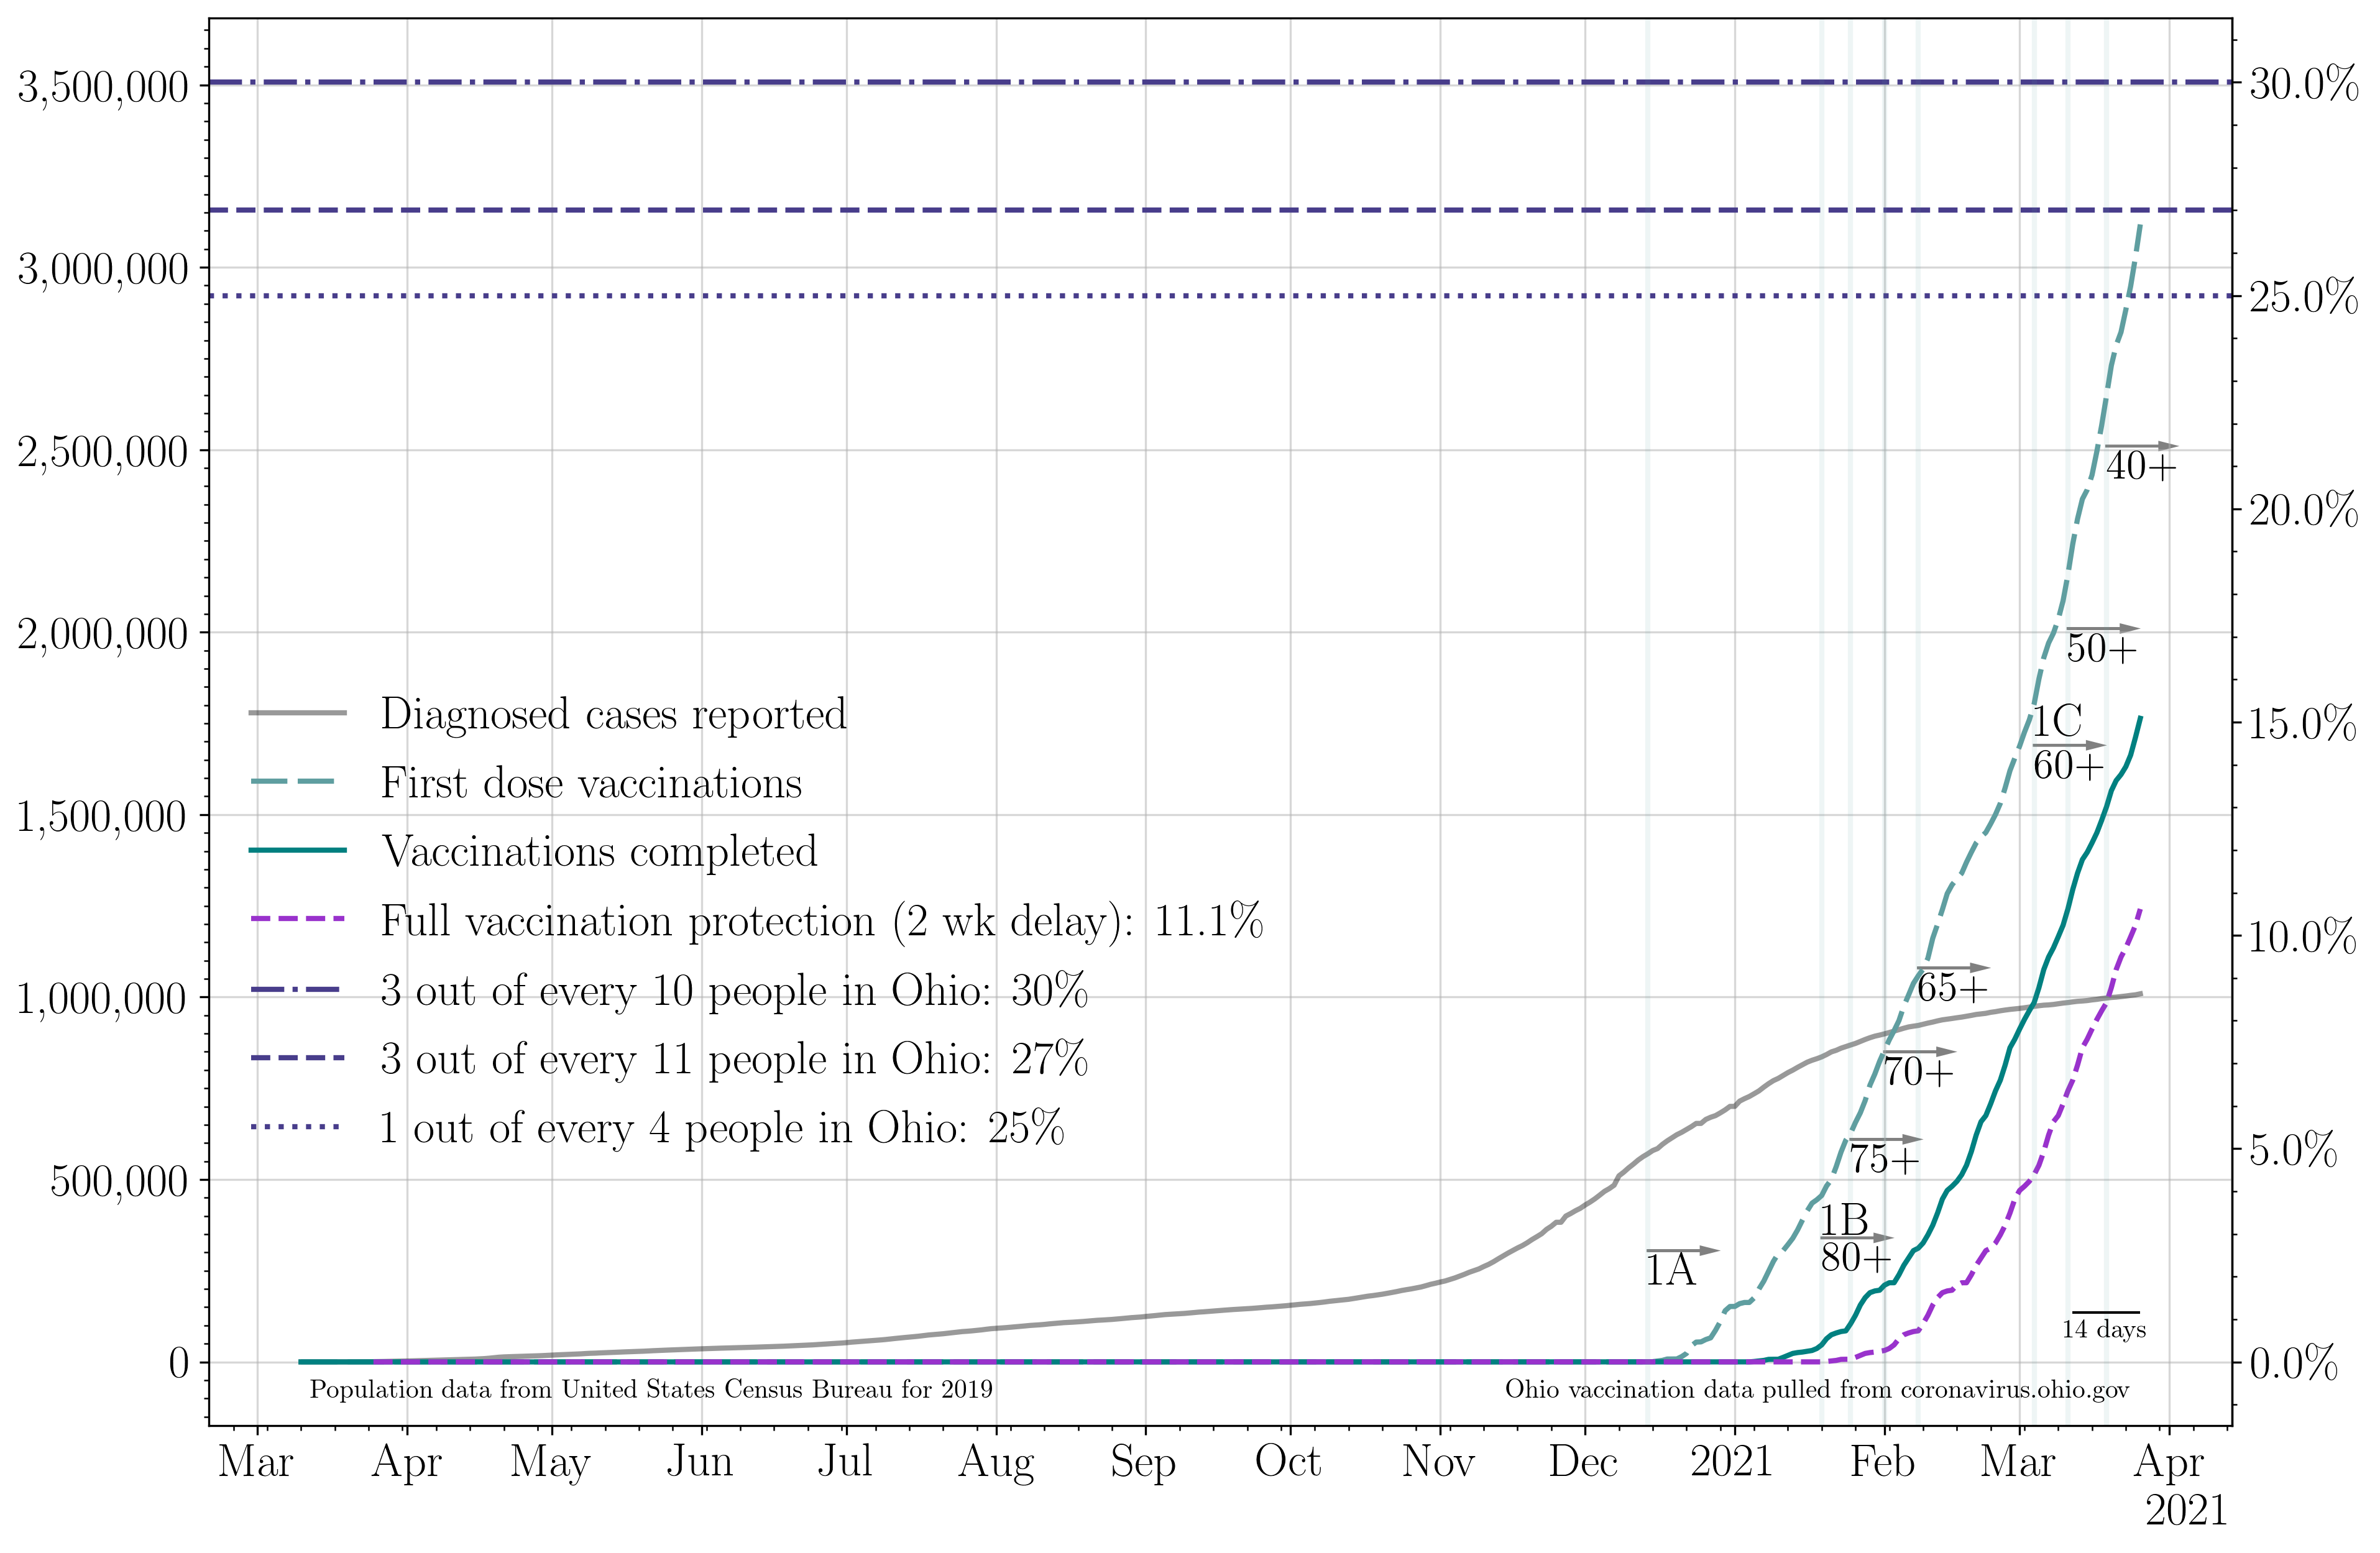 3,500,000
3,000,000
2,500,000
2,000,000
1,500,000
1,000,000
500,000
0
30.0%
25.0%
20.0%
15.0%
10.0%
5.0%
0.0%
Diagnosed cases reported
First dose vaccinations
Vaccinations completed
Full vaccination protection (2 wk delay): 11.1%
3 out of every 10 people in Ohio: 30%
3 out of every 11 people in Ohio: 27%
1 out of every 4 people in Ohio: 25%
40+
50+
1C
60+
65+
70+
75+
1B
80+
1A
14 days
Population data from United States Census Bureau for 2019
Ohio vaccination data pulled from coronavirus.ohio.gov
Mar Apr May Jun Jul Aug Sep Oct Nov Dec 2021 Feb Mar Apr
2021